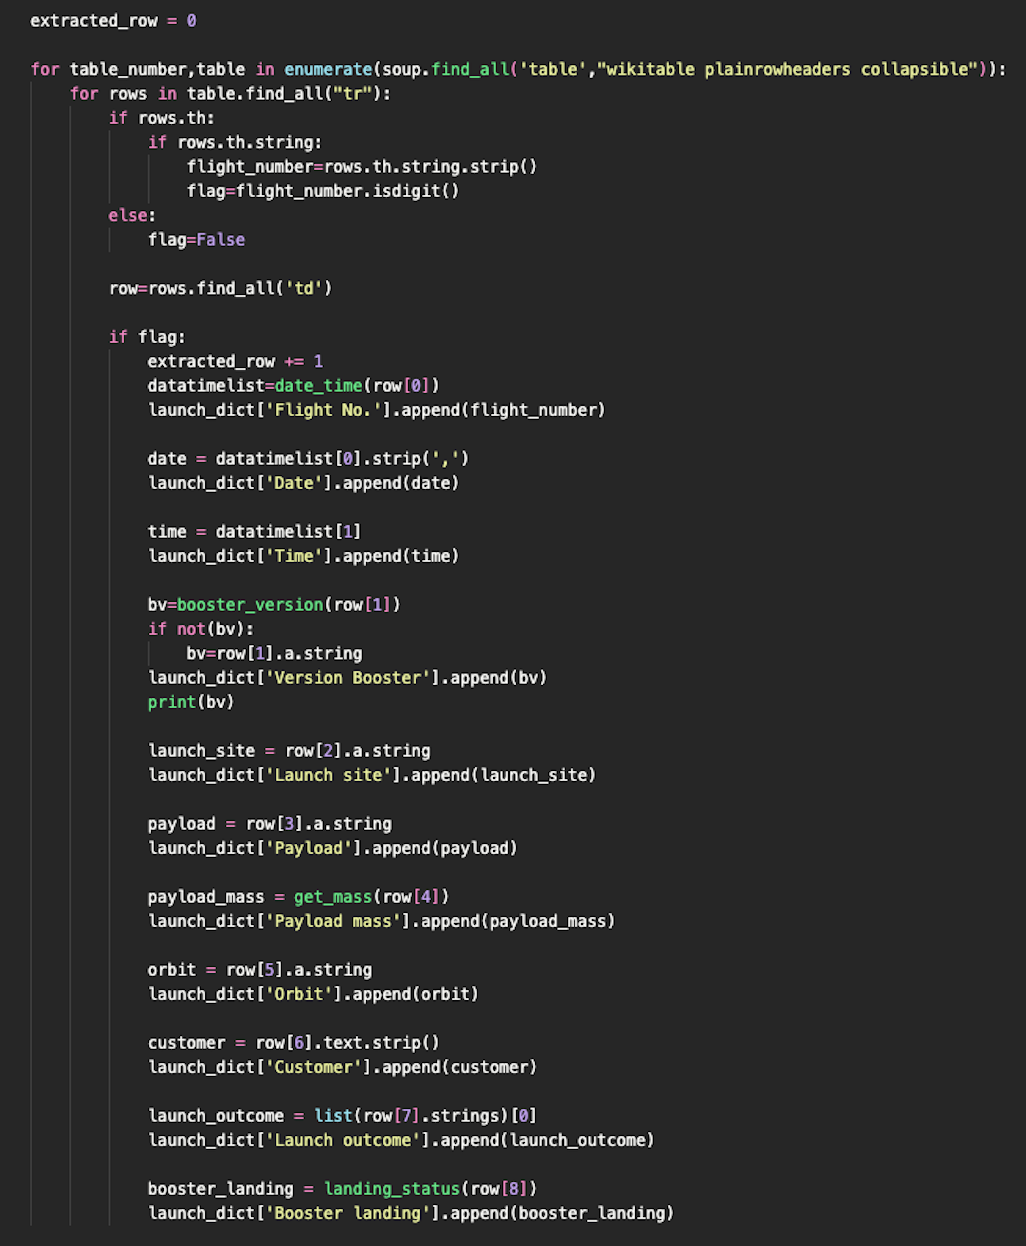 extracted_row = 0
for table_number,table in enumerate(soup.find_all('table',"wikitable plainrowheaders collapsible")):
for rows in table.find_all("tr"):
if rows.th:
if rows.th.string:
flight_number=rows.th.string.strip()
flag=flight_number.isdigit()
else:
flag=False
row=rows.find_all('td')
if flag:
extracted_row += 1
datatimelist=date_time(row[0])
launch_dict['Flight No.'].append(flight_number)
date = datatimelist[0].strip(',')
launch_dict['Date'].append(date)
time = datatimelist[1]
launch_dict['Time'].append(time)
bv=booster_version(row[1])
if not(bv):
bv=row[1].a.string
launch_dict['Version Booster'].append(bv)
print(bv)
launch_site = row[2].a.string
launch_dict['Launch site'].append(launch_site)
payload = row[3].a.string
launch_dict['Payload'].append(payload)
payload_mass = get_mass(row[4])
launch_dict['Payload mass'].append(payload_mass)
orbit = row[5].a.string
launch_dict['Orbit'].append(orbit)
customer = row[6].text.strip()
launch_dict['Customer'].append(customer)
launch_outcome = list(row[7].strings)[0]
launch_dict['Launch outcome'].append(launch_outcome)
booster_landing = landing_status(row[8])
launch_dict['Booster landing'].append(booster_landing)